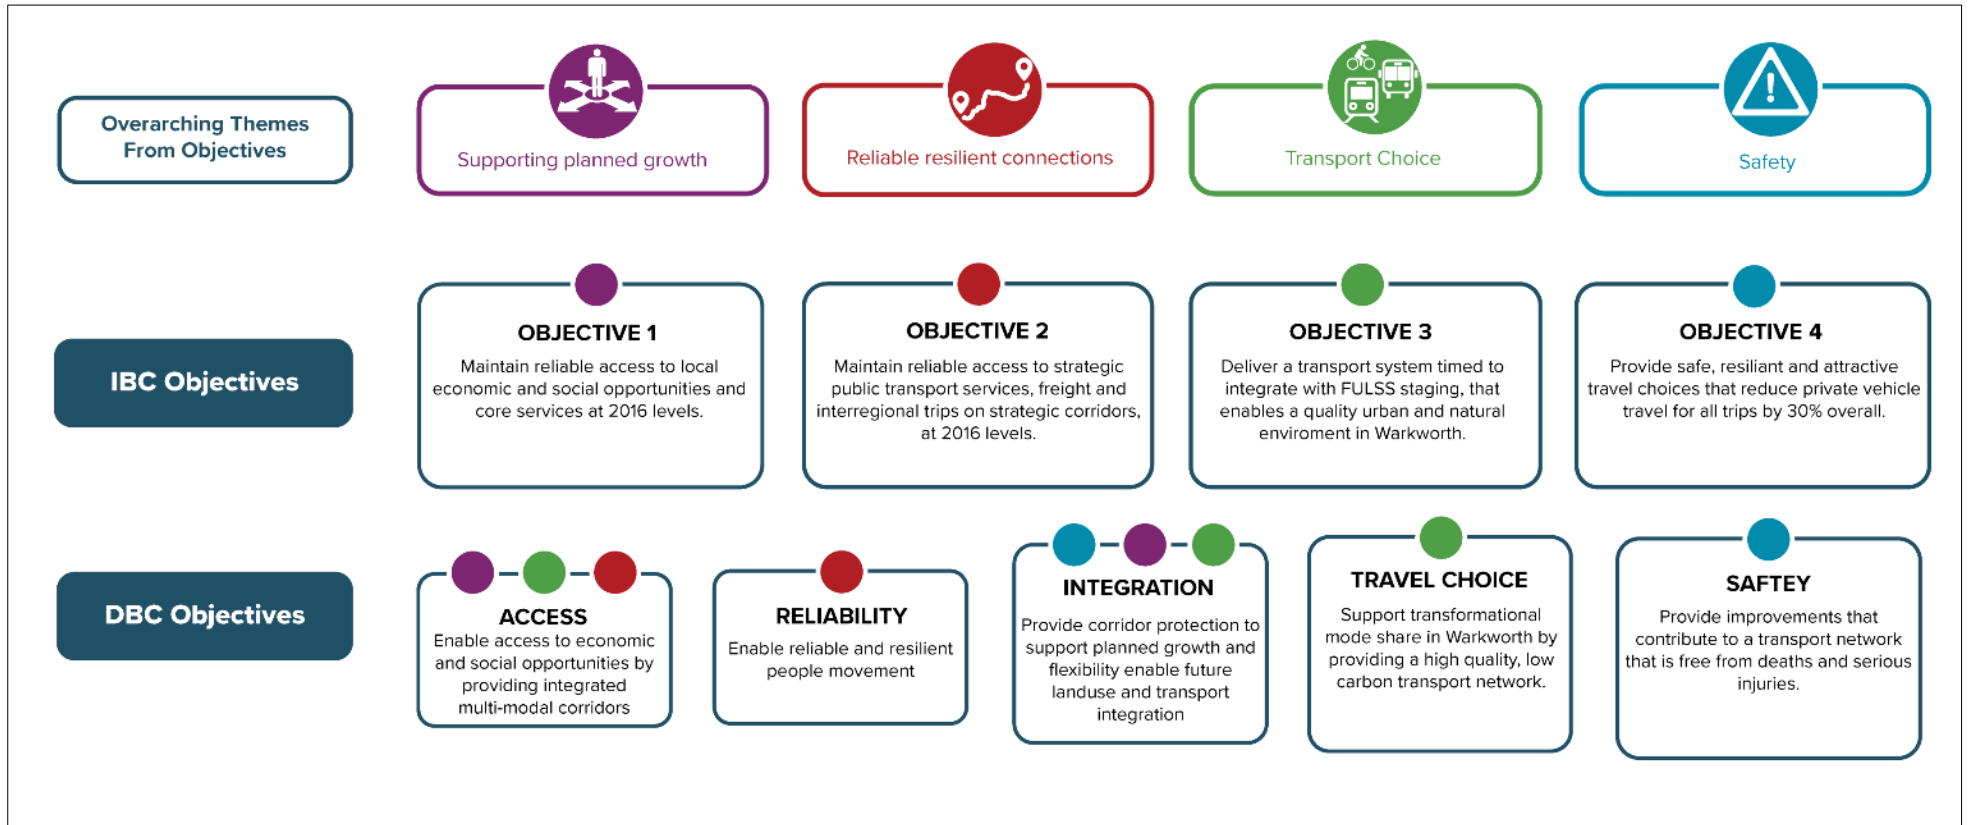 Overarching Themes
From Objectives
Supporting planned growth
Reliable resilient connections
Transport Choice
Safety
IBC Objectives
OBJECTIVE 1
Maintain reliable access to local
economic and social opportunities and
core services at 2016 levels.
OBJECTIVE 2
Maintain reliable access to strategic
public transport services, freight and
interregional trips on strategic corridors,
at 2016 levels.
OBJECTIVE 3
Deliver a transport system timed to
integrate with FULSS staging, that
enables a quality urban and natural
enviroment in Warkworth.
OBJECTIVE 4
Provide safe, resiliant and attractive
travel choices that reduce private vehicle
travel for all trips by 30% overall.
DBC Objectives
ACCESS
Enable access to economic
and social opportunities by
providing integrated
multi-modal corridors
RELIABILITY
Enable reliable and resilient
people movement
INTEGRATION
Provide corridor protection to
support planned growth and
flexibility enable future
landuse and transport
integration
TRAVEL CHOICE
Support transformational
mode share in Warkworth by
providing a high quality, low
carbon transport network.
SAFTEY
Provide improvements that
contribute to a transport network
that is free from deaths and serious
injuries.